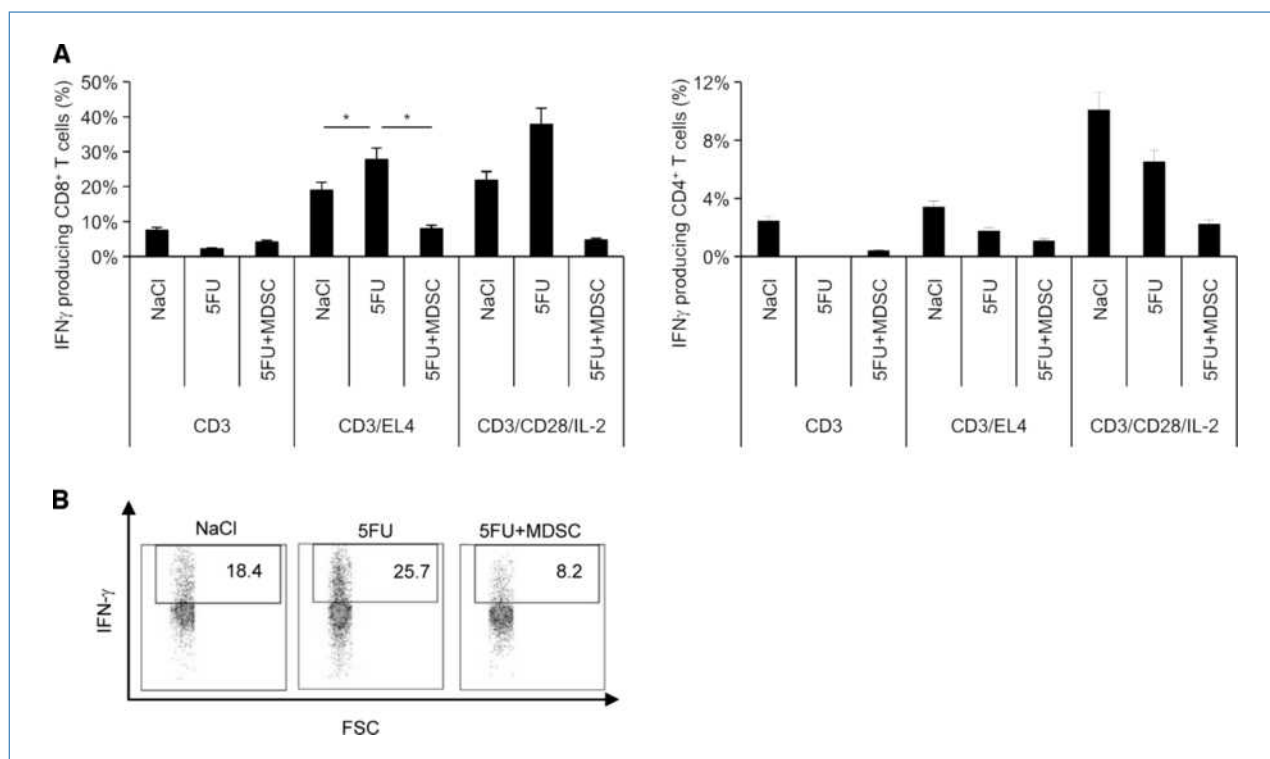 A
IFNγ producing CD8⁺ T cells (%)
50%
40%
30%
20%
10%
0%
* *
NaCl 5FU 5FU+MDSC NaCl 5FU 5FU+MDSC NaCl 5FU 5FU+MDSC
CD3 CD3/EL4 CD3/CD28/IL-2
IFNγ producing CD4⁺ T cells (%)
12%
8%
4%
0%
NaCl 5FU 5FU+MDSC NaCl 5FU 5FU+MDSC NaCl 5FU 5FU+MDSC
CD3 CD3/EL4 CD3/CD28/IL-2
B
NaCl 5FU 5FU+MDSC
18.4 25.7 8.2
IFN-γ
FSC